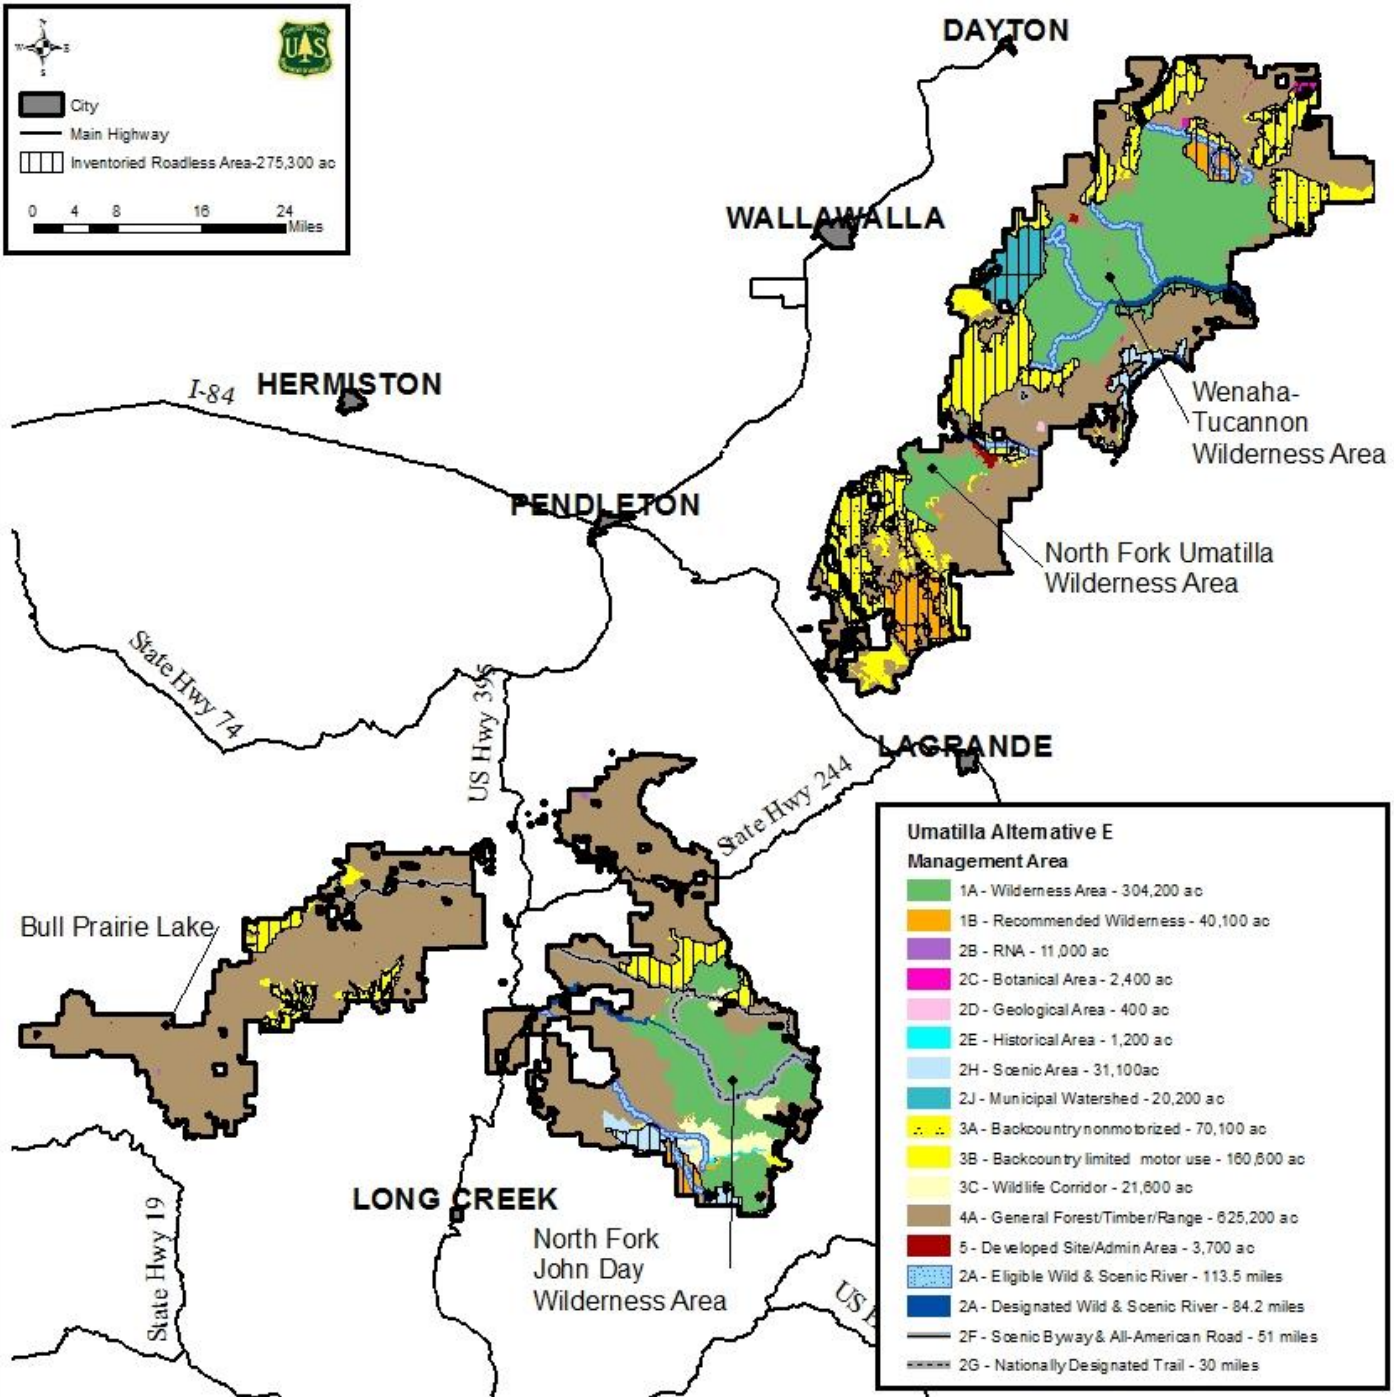 N
W E
S
UAS
City
Main Highway
Inventoried Roadless Area-275,300 ac
0 4 8 16 24
Miles
DAYTON
WALLAWALLA
HERMISTON
I-84
PENDLETON
Wenaha-
Tucannon
Wilderness Area
North Fork Umatilla
Wilderness Area
State Hwy 74
US Hwy 395
LAGRANDE
State Hwy 244
Bull Prairie Lake
LONG CREEK
North Fork
John Day
Wilderness Area
State Hwy 19
US
Umatilla Alternative E
Management Area
1A - Wilderness Area - 304,200 ac
1B - Recommended Wilderness - 40,100 ac
2B - RNA - 11,000 ac
2C - Botanical Area - 2,400 ac
2D - Geological Area - 400 ac
2E - Historical Area - 1,200 ac
2H - Scenic Area - 31,100ac
2J - Municipal Watershed - 20,200 ac
3A - Backcountry nonmotorized - 70,100 ac
3B - Backcountry limited motor use - 160,600 ac
3C - Wildlife Corridor - 21,600 ac
4A - General Forest/Timber/Range - 625,200 ac
5 - Developed Site/Admin Area - 3,700 ac
2A - Eligible Wild & Scenic River - 113.5 miles
2A - Designated Wild & Scenic River - 84.2 miles
2F - Scenic Byway & All-American Road - 51 miles
2G - Nationally Designated Trail - 30 miles